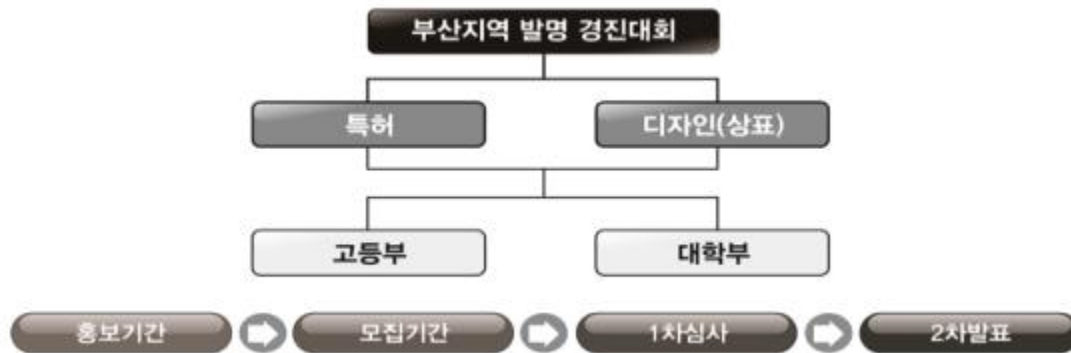 부산지역 발명 경진대회
특허 디자인(상표)
고등부 대학부
홍보기간 모집기간 1차심사 2차발표